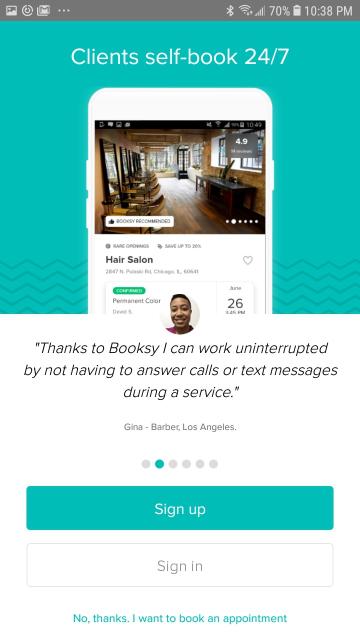 70% 10:38 PM
Clients self-book 24/7
10:49
4.9
BOOKSY RECOMMENDED
RARE OPENINGS SAVE UP TO 20%
Hair Salon
2847 N. Pulaski Rd, Chicago, IL, 60641
CONFIRMED
June
Permanent Color
26
David S.
3:45 PM
"Thanks to Booksy I can work uninterrupted
by not having to answer calls or text messages
during a service."
Gina - Barber, Los Angeles.
Sign up
Sign in
No, thanks. I want to book an appointment